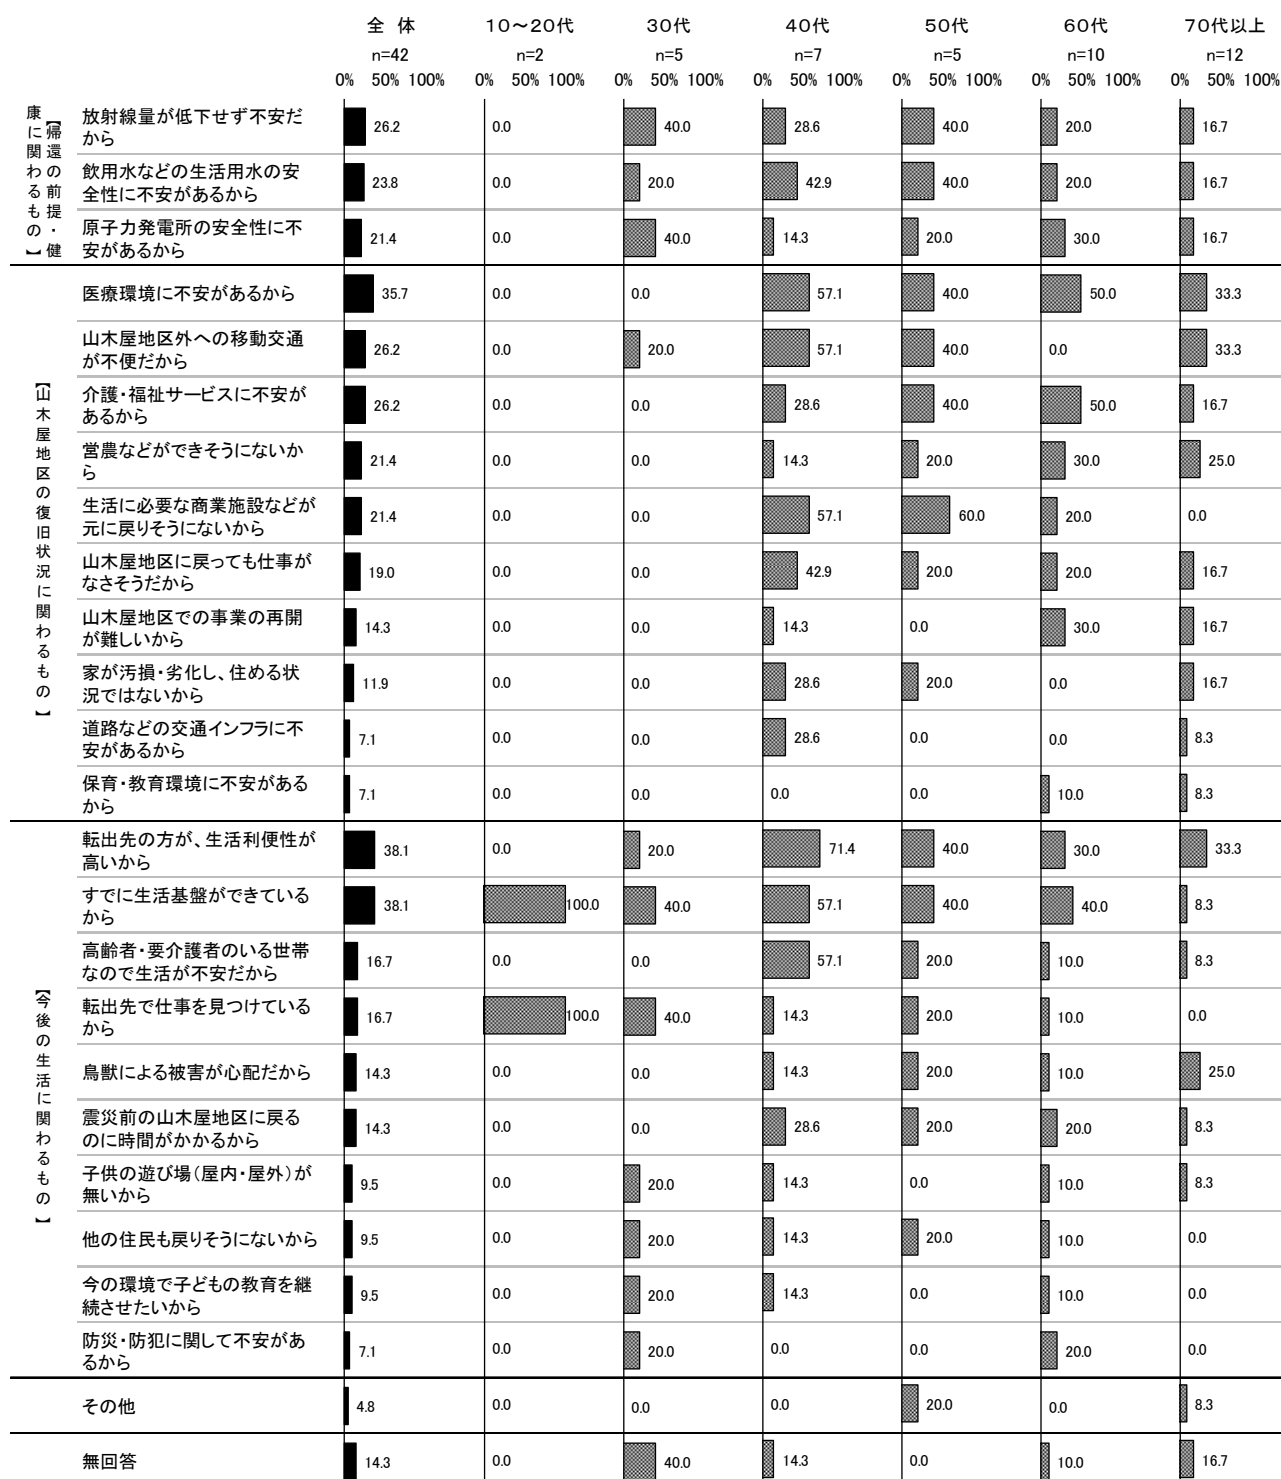 全 体 10～20代 30代 40代 50代 60代 70代以上
n=42 n=2 n=5 n=7 n=5 n=10 n=12
0% 50% 100% 0% 50% 100% 0% 50% 100% 0% 50% 100% 0% 50% 100% 0% 50% 100% 0% 50% 100%
【帰還の前提・健
康に関わるもの】
放射線量が低下せず不安だ
から
26.2 0.0 40.0 28.6 40.0 20.0 16.7
飲用水などの生活用水の安
全性に不安があるから
23.8 0.0 20.0 42.9 40.0 20.0 16.7
原子力発電所の安全性に不
安があるから
21.4 0.0 40.0 14.3 20.0 30.0 16.7
【山木屋地区の復旧状況に関わるもの】
医療環境に不安があるから
35.7 0.0 0.0 57.1 40.0 50.0 33.3
山木屋地区外への移動交通
が不便だから
26.2 0.0 20.0 57.1 40.0 0.0 33.3
介護・福祉サービスに不安が
あるから
26.2 0.0 0.0 28.6 40.0 50.0 16.7
営農などができそうにないか
ら
21.4 0.0 0.0 14.3 20.0 30.0 25.0
生活に必要な商業施設などが
元に戻りそうにないから
21.4 0.0 0.0 57.1 60.0 20.0 0.0
山木屋地区に戻っても仕事が
なさそうだから
19.0 0.0 0.0 42.9 20.0 20.0 16.7
山木屋地区での事業の再開
が難しいから
14.3 0.0 0.0 14.3 0.0 30.0 16.7
家が汚損・劣化し、住める状
況ではないから
11.9 0.0 0.0 28.6 20.0 0.0 16.7
道路などの交通インフラに不
安があるから
7.1 0.0 0.0 28.6 0.0 0.0 8.3
保育・教育環境に不安がある
から
7.1 0.0 0.0 0.0 0.0 10.0 8.3
【今後の生活に関わるもの】
転出先の方が、生活利便性が
高いから
38.1 0.0 20.0 71.4 40.0 30.0 33.3
すでに生活基盤ができている
から
38.1 100.0 40.0 57.1 40.0 40.0 8.3
高齢者・要介護者のいる世帯
なので生活が不安だから
16.7 0.0 0.0 57.1 20.0 10.0 8.3
転出先で仕事を見つけている
から
16.7 100.0 40.0 14.3 20.0 10.0 0.0
鳥獣による被害が心配だから
14.3 0.0 0.0 14.3 20.0 10.0 25.0
震災前の山木屋地区に戻る
のに時間がかかるから
14.3 0.0 0.0 28.6 20.0 20.0 8.3
子供の遊び場（屋内・屋外）が
無いから
9.5 0.0 20.0 14.3 0.0 10.0 8.3
他の住民も戻りそうにないから
9.5 0.0 20.0 14.3 20.0 10.0 0.0
今の環境で子どもの教育を継
続させたいから
9.5 0.0 20.0 14.3 0.0 10.0 0.0
防災・防犯に関して不安があ
るから
7.1 0.0 20.0 0.0 0.0 20.0 0.0
その他
4.8 0.0 0.0 0.0 20.0 0.0 8.3
無回答
14.3 0.0 40.0 14.3 0.0 10.0 16.7